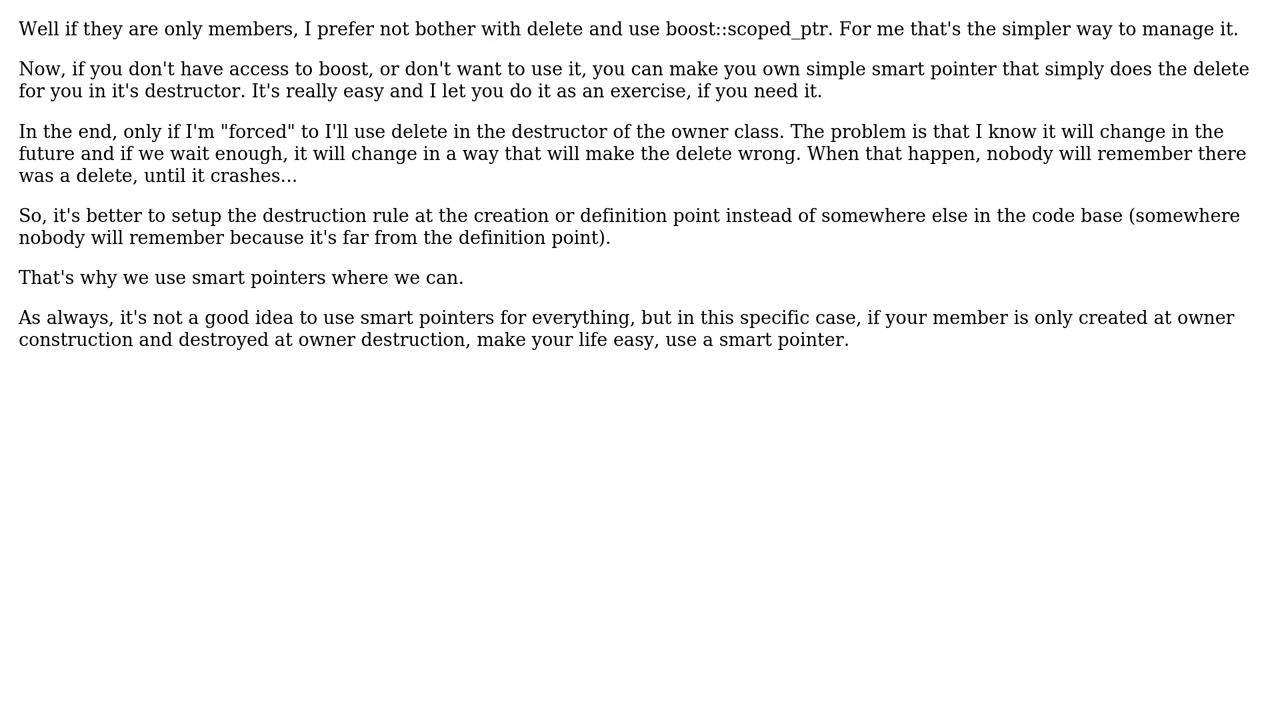 Well if they are only members, I prefer not bother with delete and use boost::scoped_ptr. For me that's the simpler way to manage it.
Now, if you don't have access to boost, or don't want to use it, you can make you own simple smart pointer that simply does the delete
for you in it's destructor. It's really easy and I let you do it as an exercise, if you need it.
In the end, only if I'm "forced" to I'll use delete in the destructor of the owner class. The problem is that I know it will change in the
future and if we wait enough, it will change in a way that will make the delete wrong. When that happen, nobody will remember there
was a delete, until it crashes...
So, it's better to setup the destruction rule at the creation or definition point instead of somewhere else in the code base (somewhere
nobody will remember because it's far from the definition point).
That's why we use smart pointers where we can.
As always, it's not a good idea to use smart pointers for everything, but in this specific case, if your member is only created at owner
construction and destroyed at owner destruction, make your life easy, use a smart pointer.